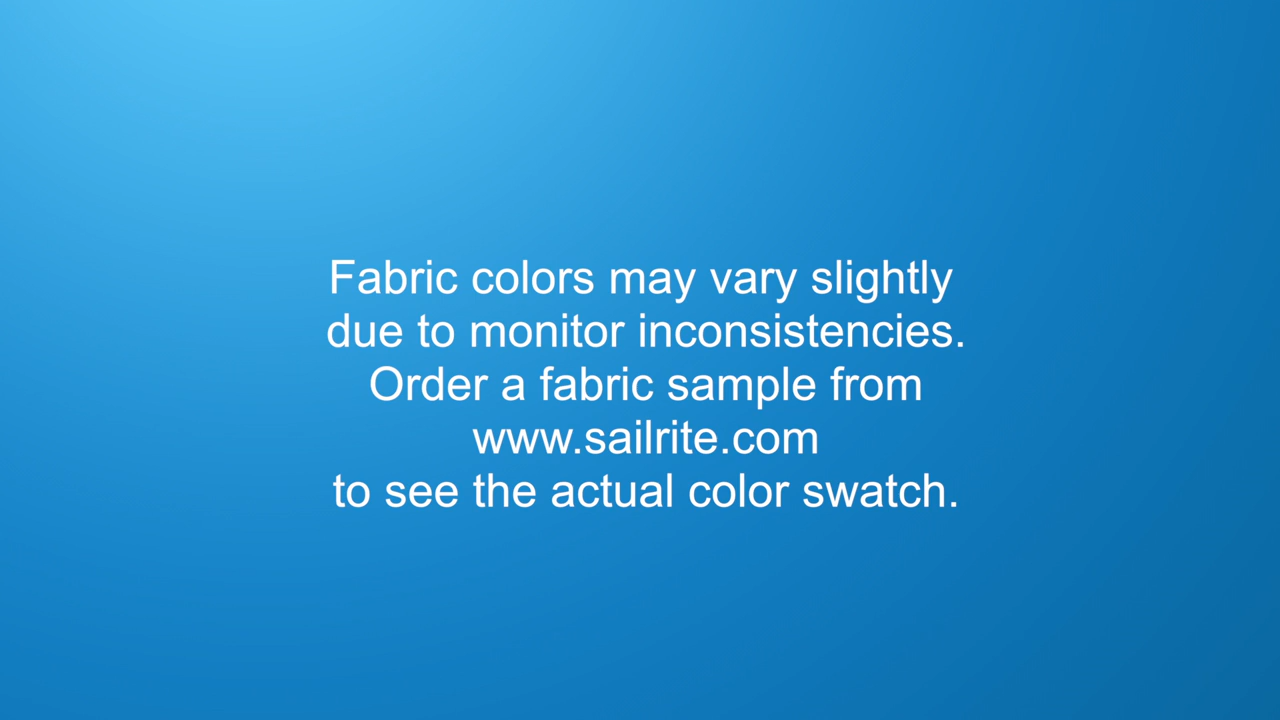 Fabric colors may vary slightly
due to monitor inconsistencies.
Order a fabric sample from
www.sailrite.com
to see the actual color swatch.